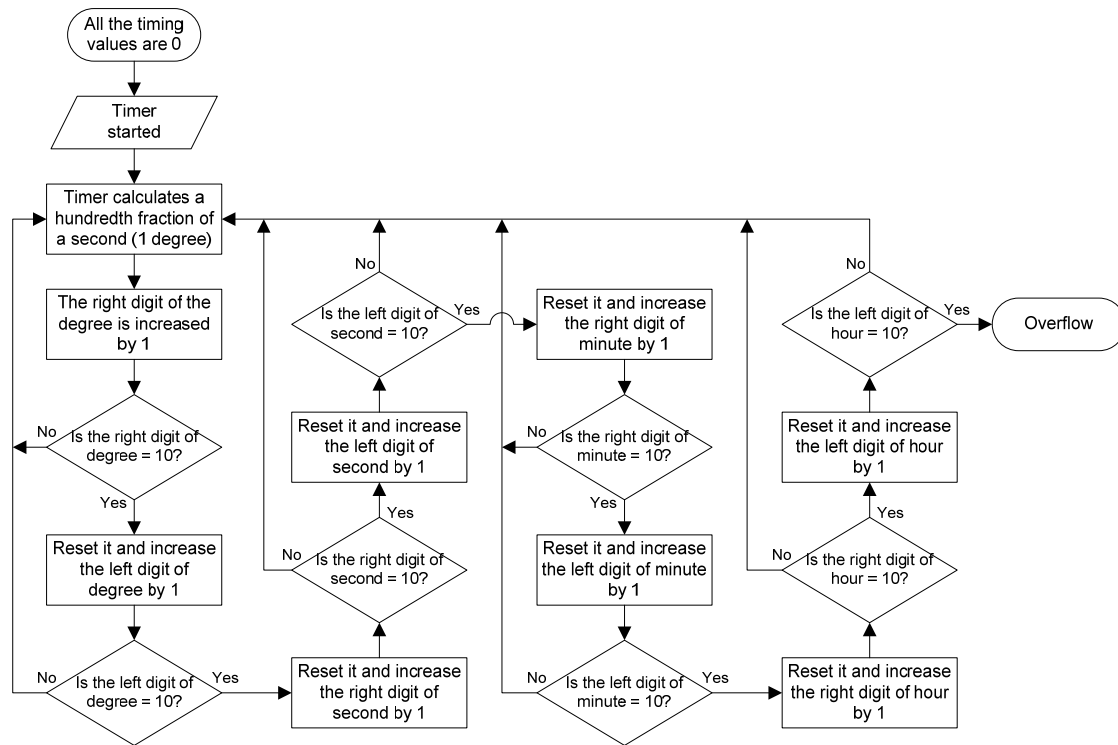 All the timing
values are 0
Timer
started
Timer calculates a
hundredth fraction of
a second (1 degree)
The right digit of the
degree is increased
by 1
No
Is the right digit of
degree = 10?
Yes
Reset it and increase
the left digit of
degree by 1
No
Is the left digit of
degree = 10?
Yes
Reset it and increase
the right digit of
second by 1
No
Is the right digit of
second = 10?
Yes
Reset it and increase
the left digit of
second by 1
No
Is the left digit of
second = 10?
Yes
Reset it and increase
the right digit of
minute by 1
No
Is the right digit of
minute = 10?
Yes
Reset it and increase
the left digit of minute
by 1
No
Is the left digit of
minute = 10?
Yes
Reset it and increase
the right digit of hour
by 1
No
Is the right digit of
hour = 10?
Yes
Reset it and increase
the left digit of hour
by 1
No
Is the left digit of
hour = 10?
Yes
Overflow